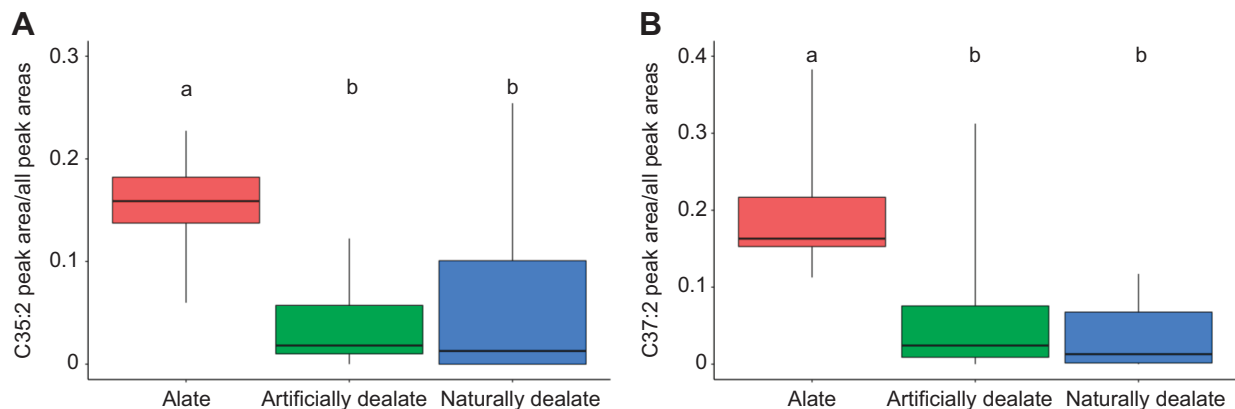 A
C35:2 peak area/all peak areas
0.3
0.2
0.1
0
a
b
b
Alate
Artificially dealate
Naturally dealate
B
C37:2 peak area/all peak areas
0.4
0.3
0.2
0.1
0
a
b
b
Alate
Artificially dealate
Naturally dealate